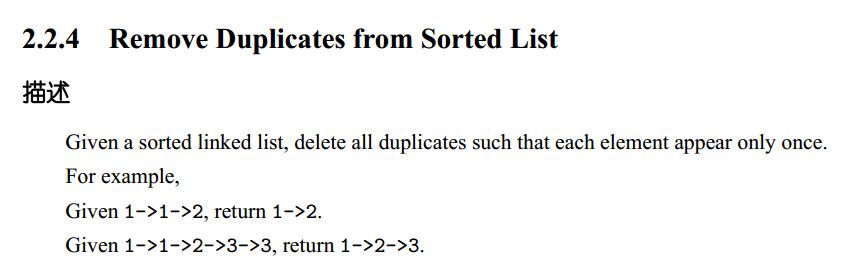 2.2.4 Remove Duplicates from Sorted List
描述
Given a sorted linked list, delete all duplicates such that each element appear only once.
For example,
Given 1->1->2, return 1->2.
Given 1->1->2->3->3, return 1->2->3.